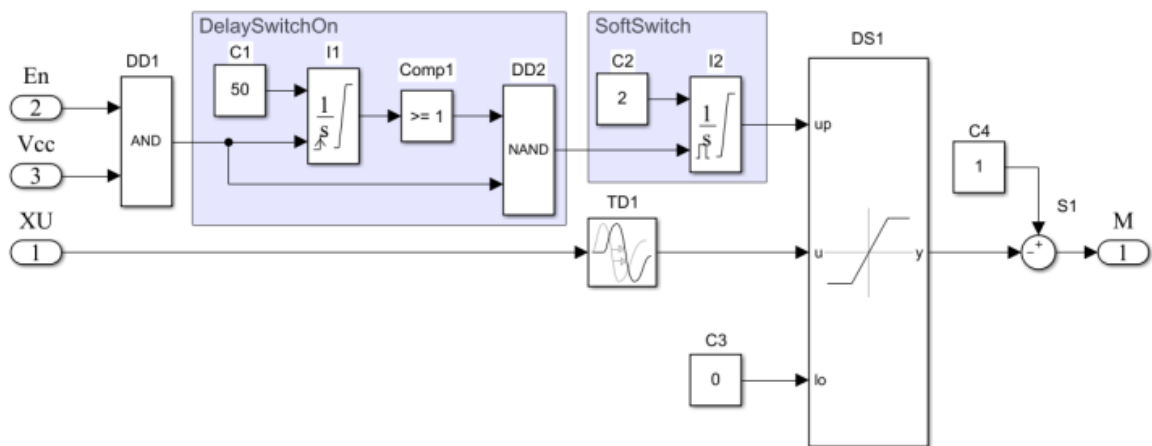 DelaySwitchOn
SoftSwitch
DS1
En
2
DD1
AND
C1
50
I1
1
s
Comp1
>= 1
DD2
NAND
C2
2
I2
1
s
up
Vcc
3
C4
1
S1
XU
1
TD1
u
y
M
1
C3
0
lo